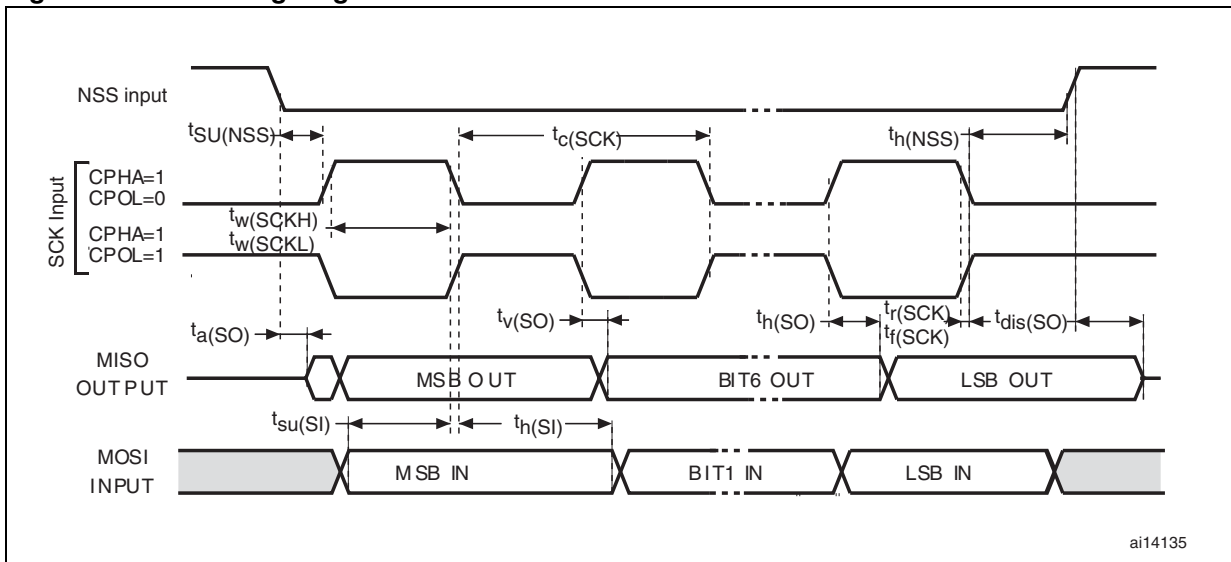 NSS input
tSU(NSS)
tc(SCK)
th(NSS)
SCK Input
CPHA=1
CPOL=0
tw(SCKH)
tw(SCKL)
CPHA=1
CPOL=1
ta(SO)
tv(SO)
th(SO)
tr(SCK)
tf(SCK)
tdis(SO)
MISO
OUTPUT
MSB OUT
BIT6 OUT
LSB OUT
tsu(SI)
th(SI)
MOSI
INPUT
MSB IN
BIT1 IN
LSB IN
ai14135